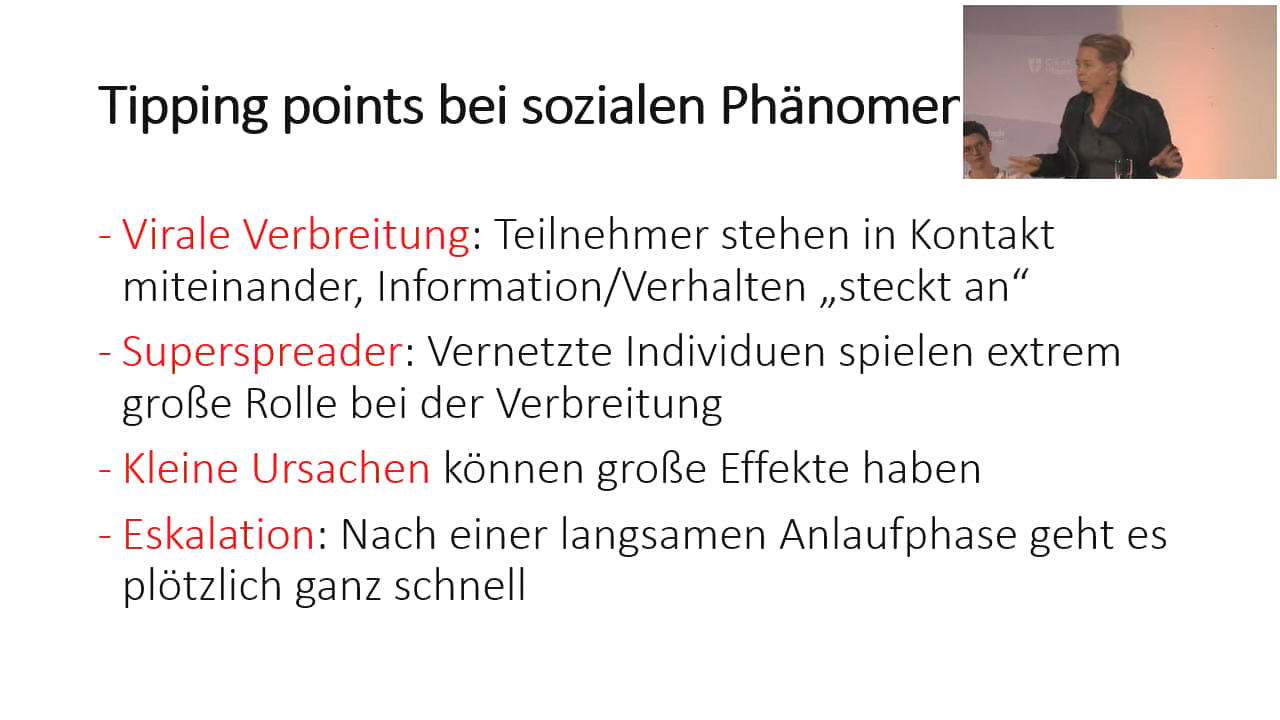 Tipping points bei sozialen Phänomen
- Virale Verbreitung: Teilnehmer stehen in Kontakt
miteinander, Information/Verhalten „steckt an“
- Superspreader: Vernetzte Individuen spielen extrem
große Rolle bei der Verbreitung
- Kleine Ursachen können große Effekte haben
- Eskalation: Nach einer langsamen Anlaufphase geht es
plötzlich ganz schnell